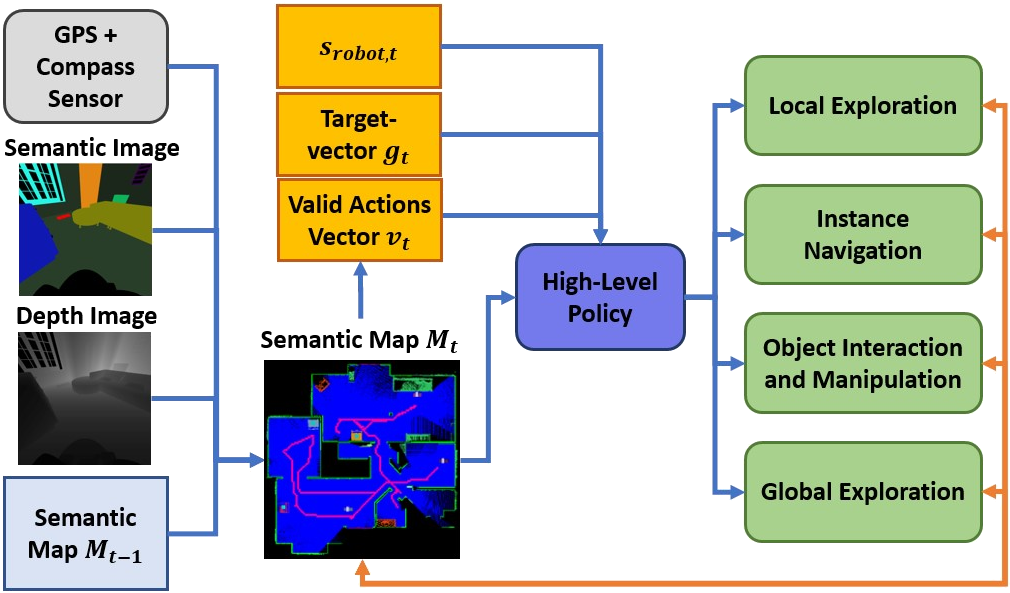 GPS +
Compass
Sensor
Semantic Image
Depth Image
Semantic
Map M_{t-1}
s_{robot,t}
Target-
vector g_t
Valid Actions
Vector v_t
Semantic Map M_t
High-Level
Policy
Local Exploration
Instance
Navigation
Object Interaction
and Manipulation
Global Exploration